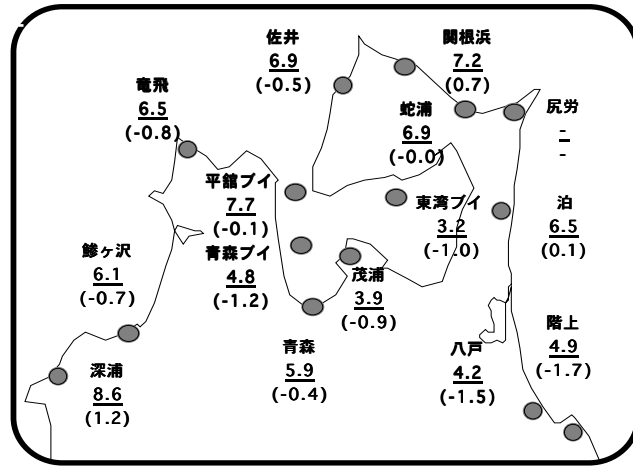 佐井
6.9
(-0.5)
関根浜
7.2
(0.7)
竜飛
6.5
(-0.8)
蛇浦
6.9
(-0.0)
尻労
-
-
平舘ブイ
7.7
(-0.1)
東湾ブイ
3.2
(-1.0)
泊
6.5
(0.1)
鰺ヶ沢
6.1
(-0.7)
青森ブイ
4.8
(-1.2)
茂浦
3.9
(-0.9)
階上
4.9
(-1.7)
青森
5.9
(-0.4)
八戸
4.2
(-1.5)
深浦
8.6
(1.2)